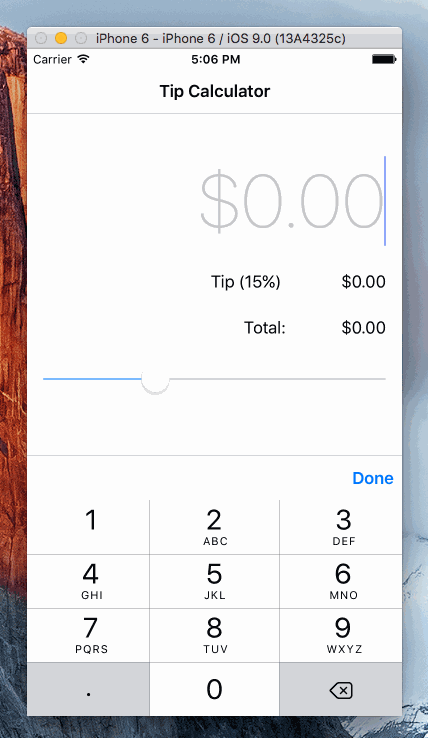 iPhone 6 - iPhone 6 / iOS 9.0 (13A4325c)
Carrier 5:06 PM
Tip Calculator
$0.00
Tip (15%) $0.00
Total: $0.00
Done
1 2 3
ABC DEF
4 5 6
GHI JKL MNO
7 8 9
PQRS TUV WXYZ
. 0